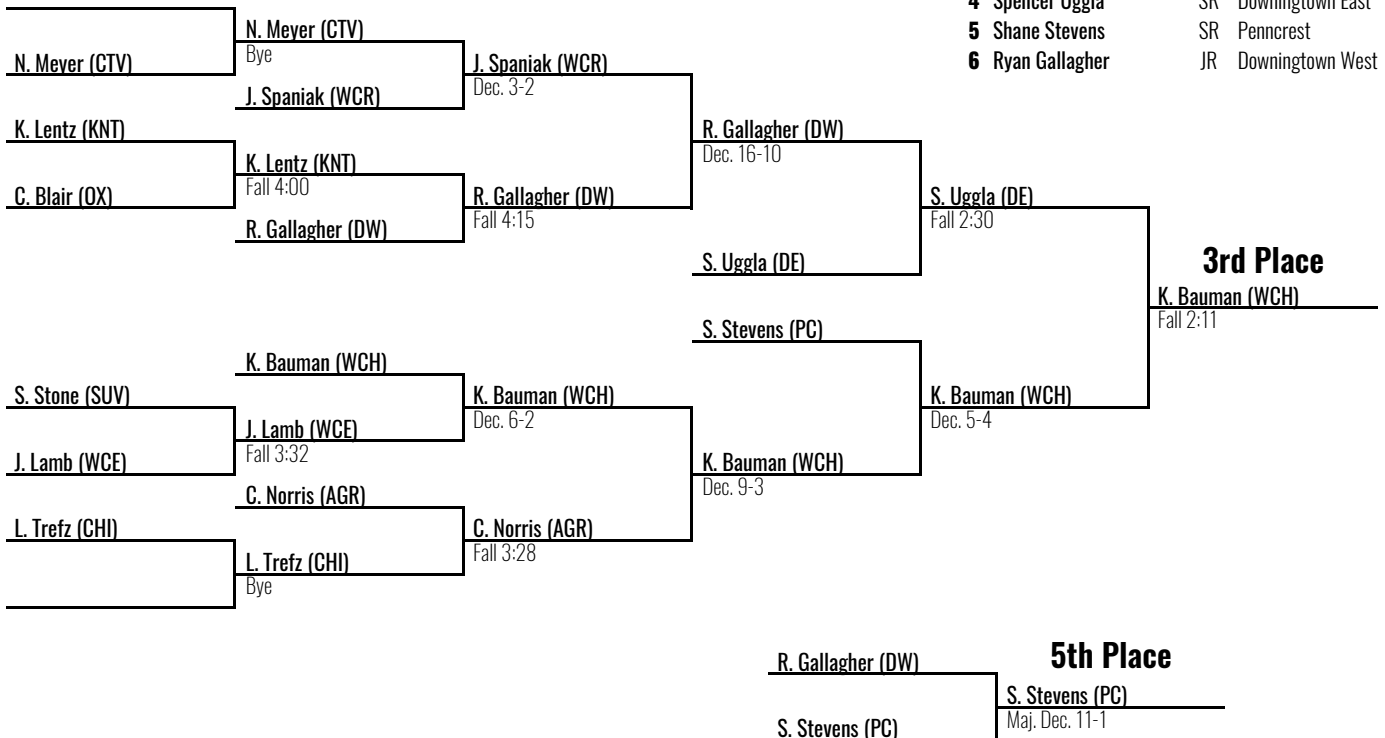 4 Spencer Uggla SR Downingtown East
5 Shane Stevens SR Penncrest
6 Ryan Gallagher JR Downingtown West
N. Meyer (CTV)
N. Meyer (CTV)
Bye
J. Spaniak (WCR)
J. Spaniak (WCR)
Dec. 3-2
K. Lentz (KNT)
C. Blair (OX)
K. Lentz (KNT)
Fall 4:00
R. Gallagher (DW)
R. Gallagher (DW)
Fall 4:15
R. Gallagher (DW)
Dec. 16-10
S. Uggla (DE)
S. Uggla (DE)
Fall 2:30
3rd Place
K. Bauman (WCH)
Fall 2:11
S. Stevens (PC)
K. Bauman (WCH)
S. Stone (SUV)
J. Lamb (WCE)
J. Lamb (WCE)
Fall 3:32
K. Bauman (WCH)
Dec. 6-2
K. Bauman (WCH)
Dec. 5-4
K. Bauman (WCH)
Dec. 9-3
C. Norris (AGR)
L. Trefz (CHI)
L. Trefz (CHI)
Bye
C. Norris (AGR)
Fall 3:28
5th Place
R. Gallagher (DW)
S. Stevens (PC)
S. Stevens (PC)
Maj. Dec. 11-1